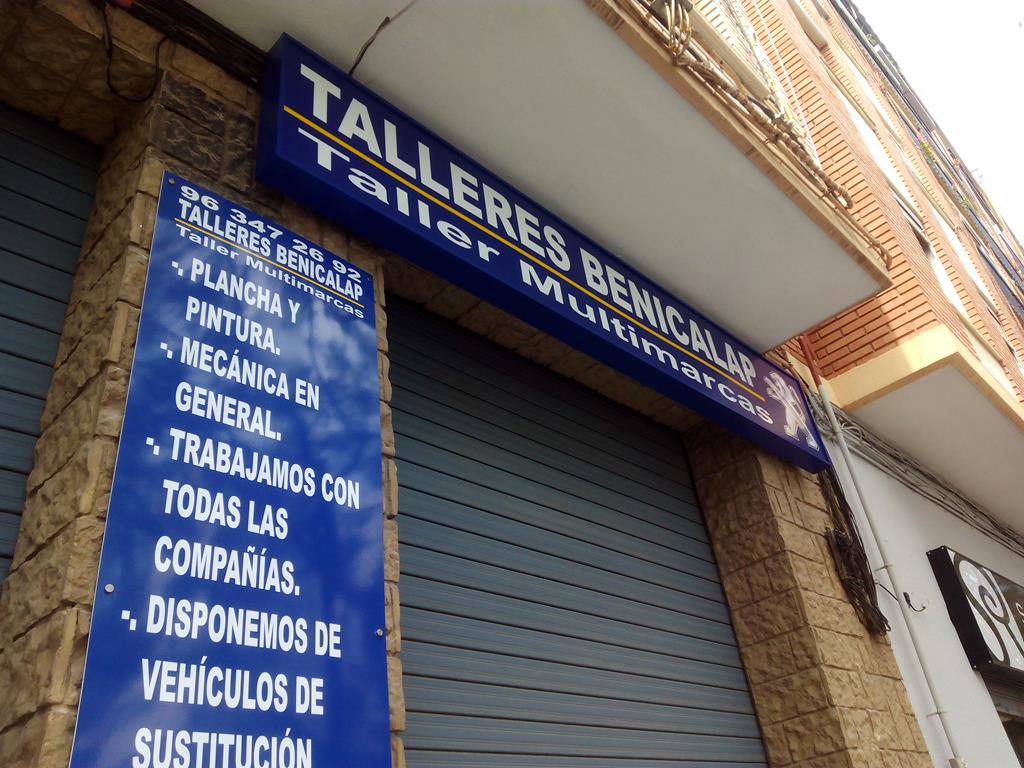 TALLERES BENICALAP
Taller Multimarcas
96 347 26 92
TALLERES BENICALAP
Taller Multimarcas
-. PLANCHA Y
PINTURA.
-. MECÁNICA EN
GENERAL.
-. TRABAJAMOS CON
TODAS LAS
COMPAÑÍAS.
-. DISPONEMOS DE
VEHÍCULOS DE
SUSTITUCIÓN